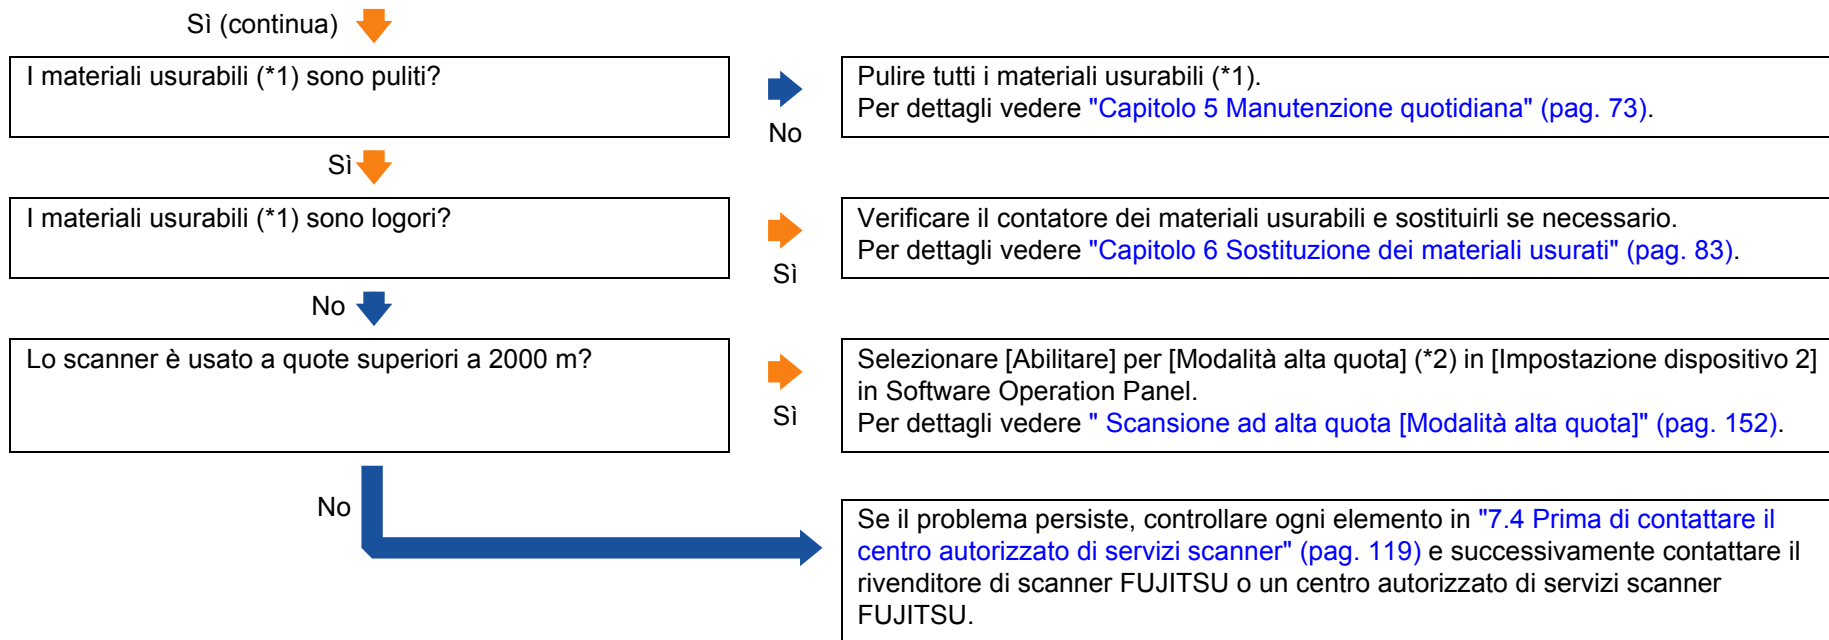 Sì (continua)
I materiali usurabili (*1) sono puliti?
No
Pulire tutti i materiali usurabili (*1).
Per dettagli vedere "Capitolo 5 Manutenzione quotidiana" (pag. 73).
Sì
I materiali usurabili (*1) sono logori?
Sì
Verificare il contatore dei materiali usurabili e sostituirli se necessario.
Per dettagli vedere "Capitolo 6 Sostituzione dei materiali usurati" (pag. 83).
No
Lo scanner è usato a quote superiori a 2000 m?
Sì
Selezionare [Abilitare] per [Modalità alta quota] (*2) in [Impostazione dispositivo 2]
in Software Operation Panel.
Per dettagli vedere " Scansione ad alta quota [Modalità alta quota]" (pag. 152).
No
Se il problema persiste, controllare ogni elemento in "7.4 Prima di contattare il
centro autorizzato di servizi scanner" (pag. 119) e successivamente contattare il
rivenditore di scanner FUJITSU o un centro autorizzato di servizi scanner
FUJITSU.